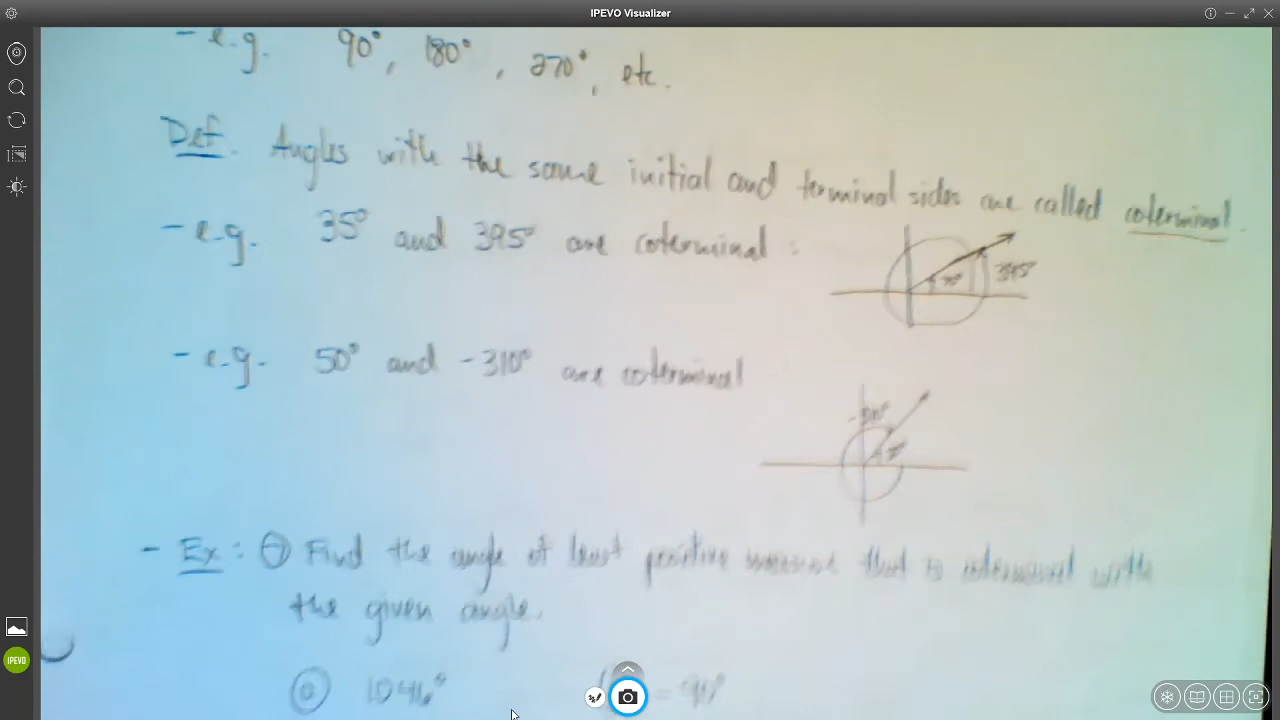 IPEVO Visualizer
- e.g. 90°, 180°, 270°, etc.
Def. Angles with the same initial and terminal sides are called coterminal.
- e.g. 35° and 395° are coterminal :
395°
- e.g. 50° and -310° are coterminal
- Ex: Find the angle of least positive measure that is coterminal with
the given angle.
1046°
IPEVO